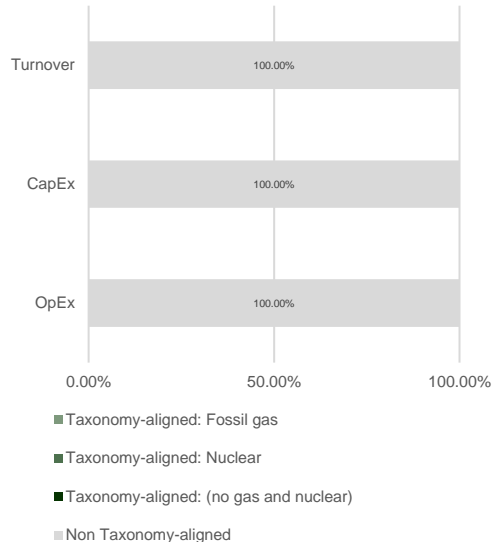 Turnover
100.00%
CapEx
100.00%
OpEx
100.00%
0.00% 50.00% 100.00%
Taxonomy-aligned: Fossil gas
Taxonomy-aligned: Nuclear
Taxonomy-aligned: (no gas and nuclear)
Non Taxonomy-aligned